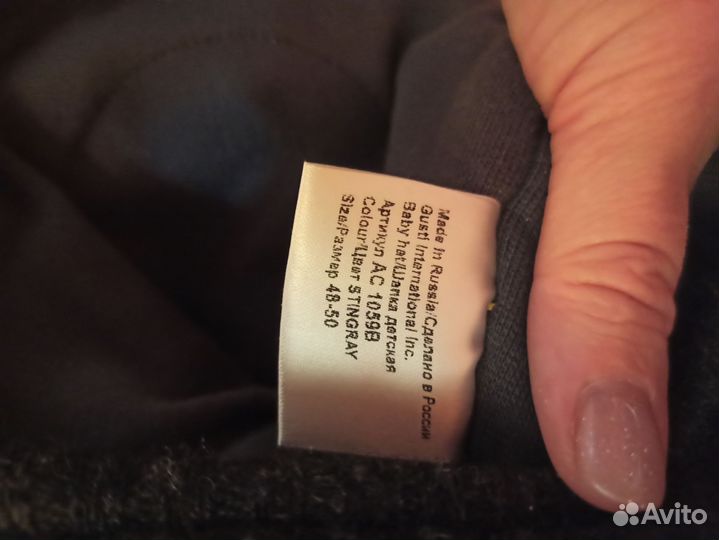 Made in Russia/Сделано в России
Gusti International Inc.
Baby hat/Шапка детская
Артикул AC 1059B
Colour/Цвет STINGRAY
Size/Размер 48-50
Avito